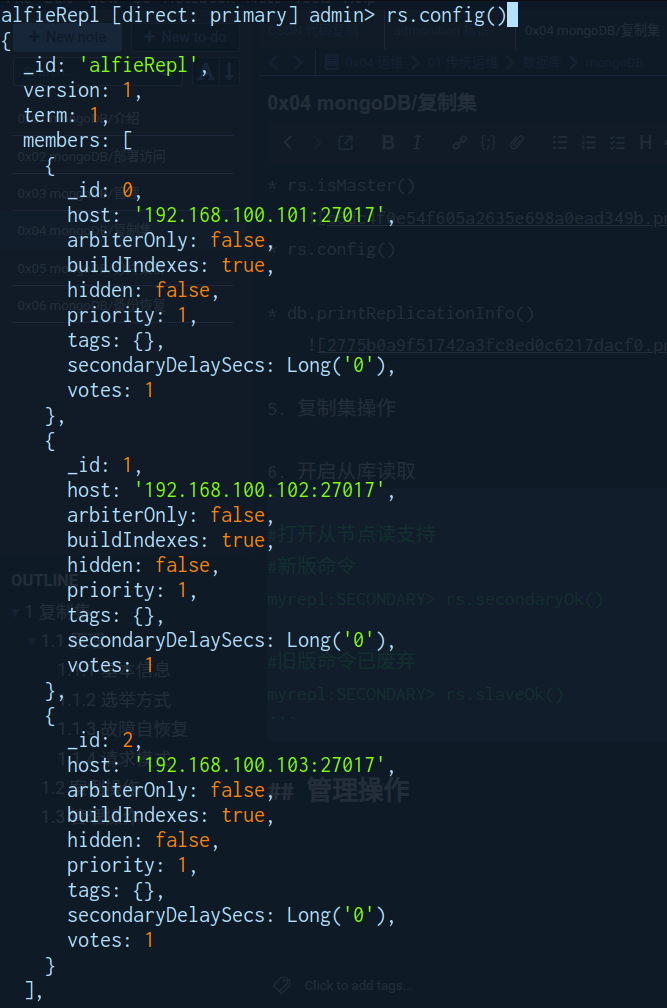 alfieRepl [direct: primary] admin> rs.config()
{
  _id: 'alfieRepl',
  version: 1,
  term: 1,
  members: [
    {
      _id: 0,
      host: '192.168.100.101:27017',
      arbiterOnly: false,
      buildIndexes: true,
      hidden: false,
      priority: 1,
      tags: {},
      secondaryDelaySecs: Long('0'),
      votes: 1
    },
    {
      _id: 1,
      host: '192.168.100.102:27017',
      arbiterOnly: false,
      buildIndexes: true,
      hidden: false,
      priority: 1,
      tags: {},
      secondaryDelaySecs: Long('0'),
      votes: 1
    },
    {
      _id: 2,
      host: '192.168.100.103:27017',
      arbiterOnly: false,
      buildIndexes: true,
      hidden: false,
      priority: 1,
      tags: {},
      secondaryDelaySecs: Long('0'),
      votes: 1
    }
  ],
+ New note
+ New to-do
0x04 mongoDB/复制集
OUTLINE
1.1.2 选举方式
1.1.3 故障自恢复
0x04 mongoDB/复制集
* rs.isMaster()
rs.config()
* db.printReplicationInfo()
![2775b0a9f51742a3fc8ed0c6217dacf0.p
5. 复制集操作
6. 开启从库读取
#打开从节点读支持
#新版命令
myrepl:SECONDARY> rs.secondaryOk()
#旧版命令已废弃
myrepl:SECONDARY> rs.slaveOk()
## 管理操作
Click to add tags...